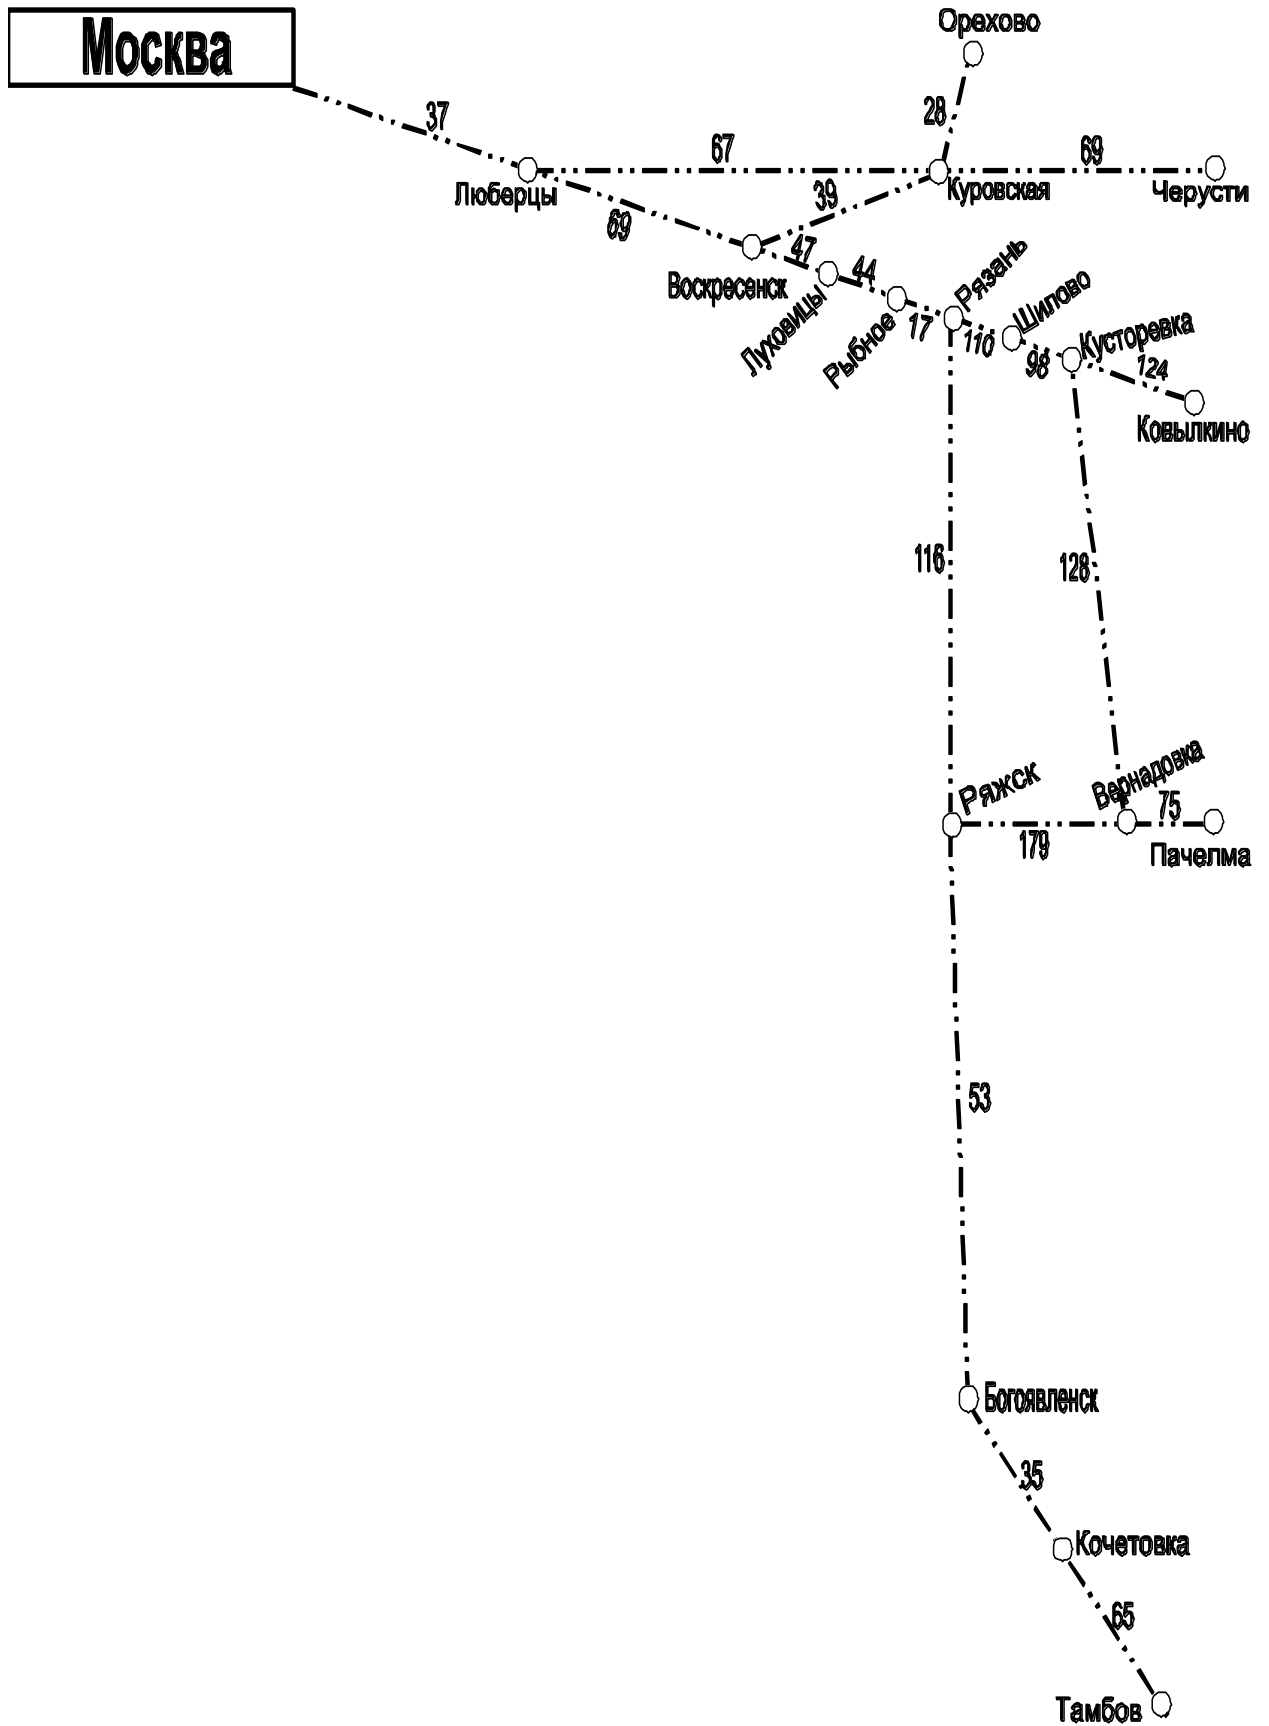 Москва
Орехово
37
28
67
69
Люберцы
39
Куровская
Черусти
69
47
44
Рязань
Воскресенск
Луховицы
Рыбное
17
110
Шилово
98
Кусторевка
124
Ковылкино
116
128
Ряжск
Вернадовка
75
179
Пачелма
53
Богоявленск
35
Кочетовка
65
Тамбов